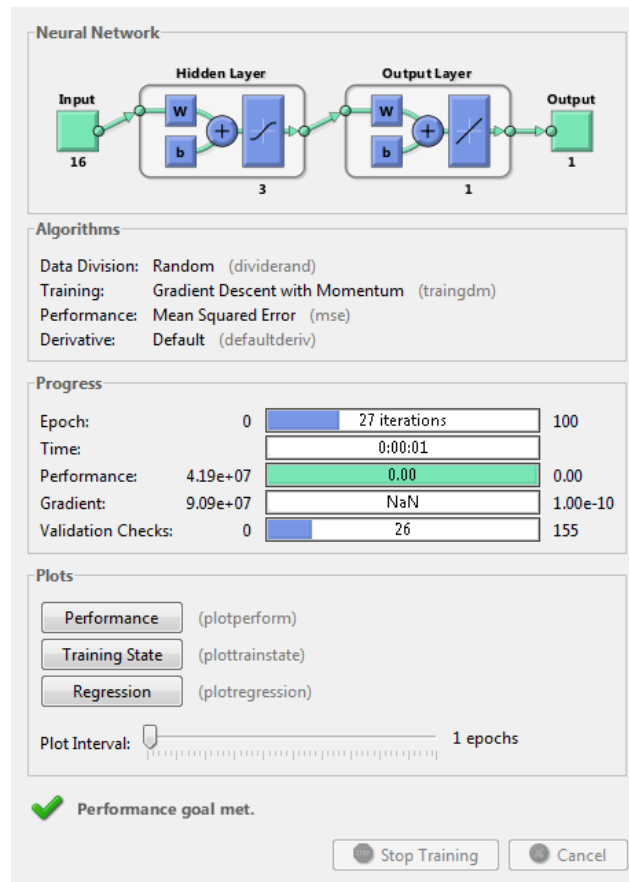 Neural Network
Hidden Layer Output Layer
Input Output
W W
b b
16 1
3 1
Algorithms
Data Division: Random (dividerand)
Training: Gradient Descent with Momentum (traingdm)
Performance: Mean Squared Error (mse)
Derivative: Default (defaultderiv)
Progress
Epoch: 0 27 iterations 100
Time: 0:00:01
Performance: 4.19e+07 0.00 0.00
Gradient: 9.09e+07 NaN 1.00e-10
Validation Checks: 0 26 155
Plots
Performance (plotperform)
Training State (plottrainstate)
Regression (plotregression)
Plot Interval: 1 epochs
Performance goal met.
Stop Training Cancel